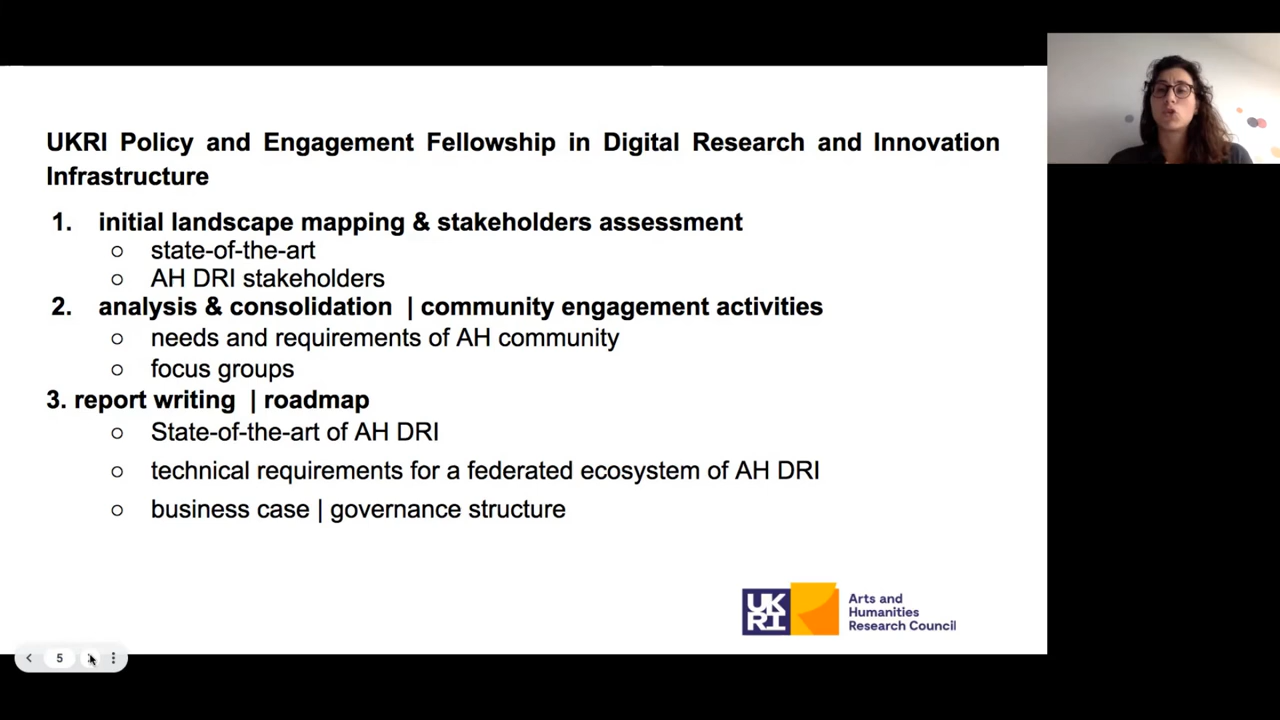 UKRI Policy and Engagement Fellowship in Digital Research and Innovation
Infrastructure
1. initial landscape mapping & stakeholders assessment
○ state-of-the-art
○ AH DRI stakeholders
2. analysis & consolidation | community engagement activities
○ needs and requirements of AH community
○ focus groups
3. report writing | roadmap
○ State-of-the-art of AH DRI
○ technical requirements for a federated ecosystem of AH DRI
○ business case | governance structure
UK
RI
Arts and
Humanities
Research Council
5